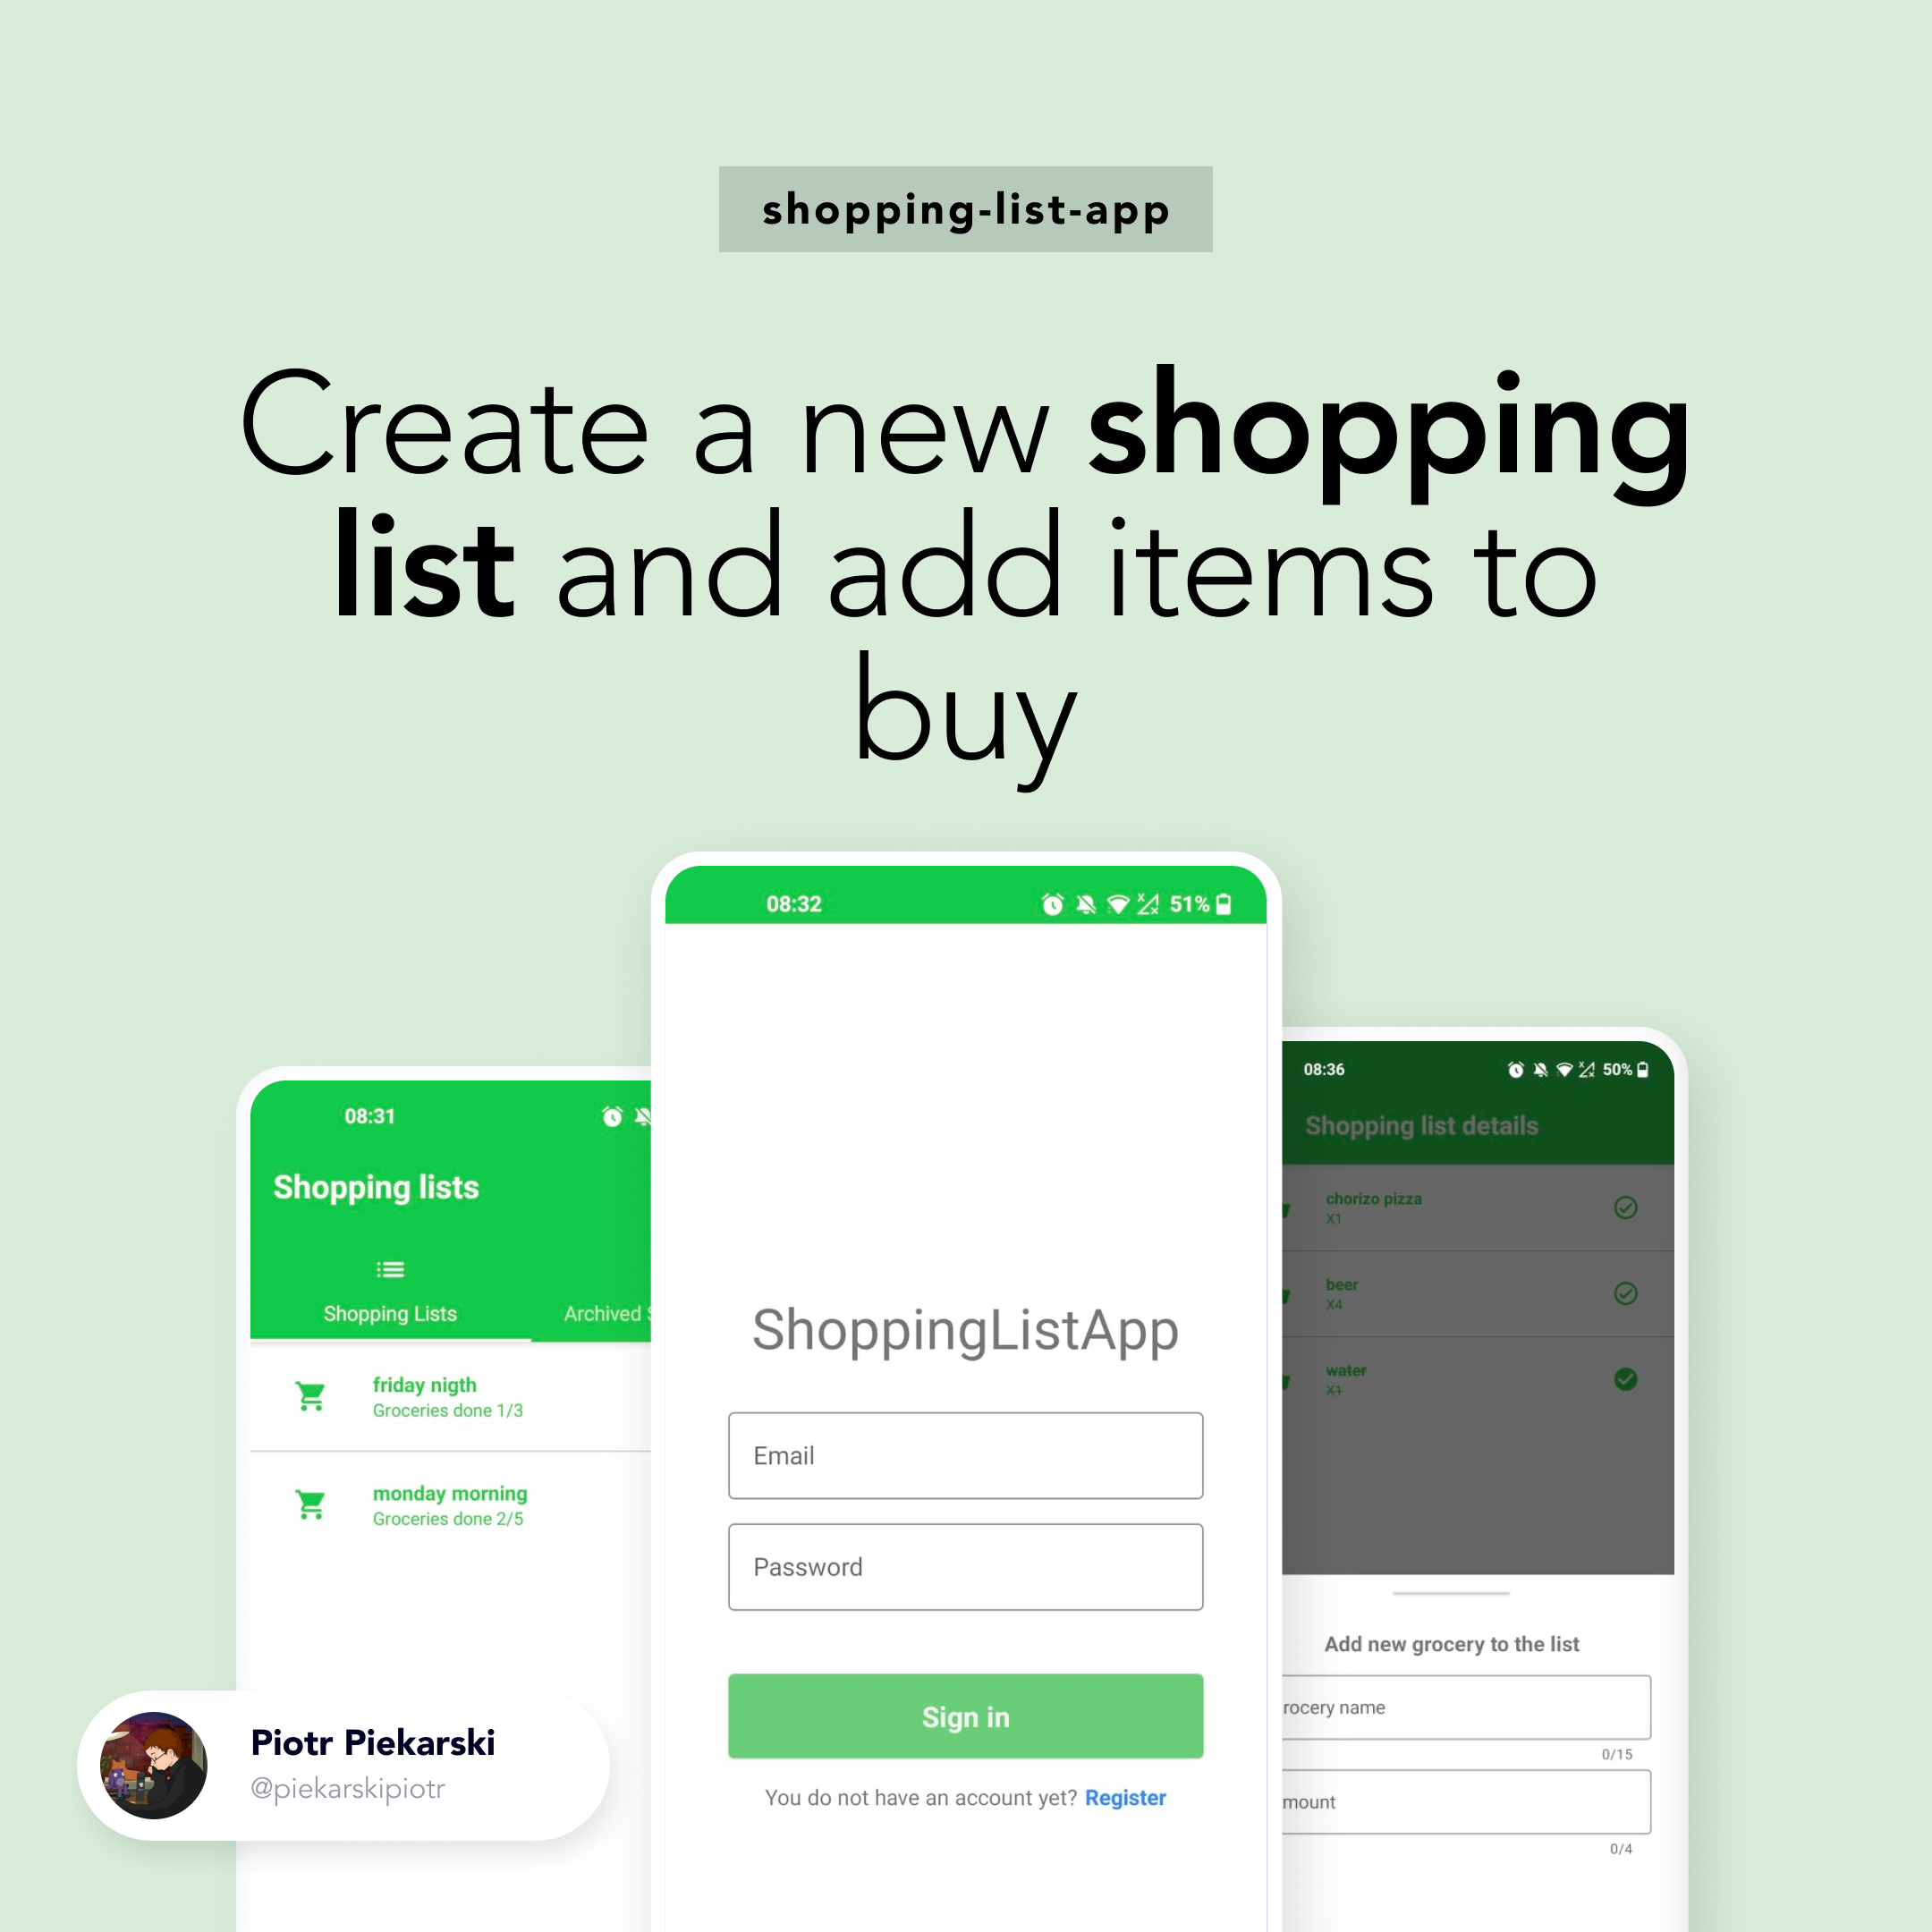 shopping-list-app
Create a new shopping
list and add items to
buy
08:31
Shopping lists
Shopping Lists
Archived S
friday nigth
Groceries done 1/3
monday morning
Groceries done 2/5
08:32
51%
ShoppingListApp
Email
Password
Sign in
You do not have an account yet? Register
08:36
50%
Shopping list details
chorizo pizza
X1
beer
X4
water
X1
Add new grocery to the list
rocery name
0/15
mount
0/4
Piotr Piekarski
@piekarskipiotr